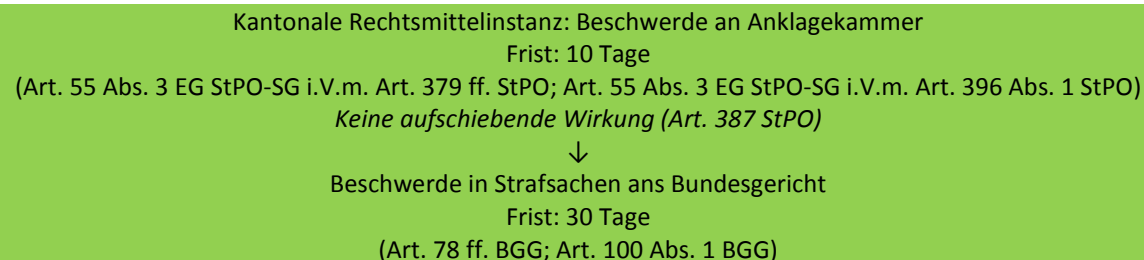 Kantonale Rechtsmittelinstanz: Beschwerde an Anklagekammer
Frist: 10 Tage
(Art. 55 Abs. 3 EG StPO-SG i.V.m. Art. 379 ff. StPO; Art. 55 Abs. 3 EG StPO-SG i.V.m. Art. 396 Abs. 1 StPO)
Keine aufschiebende Wirkung (Art. 387 StPO)
↓
Beschwerde in Strafsachen ans Bundesgericht
Frist: 30 Tage
(Art. 78 ff. BGG; Art. 100 Abs. 1 BGG)